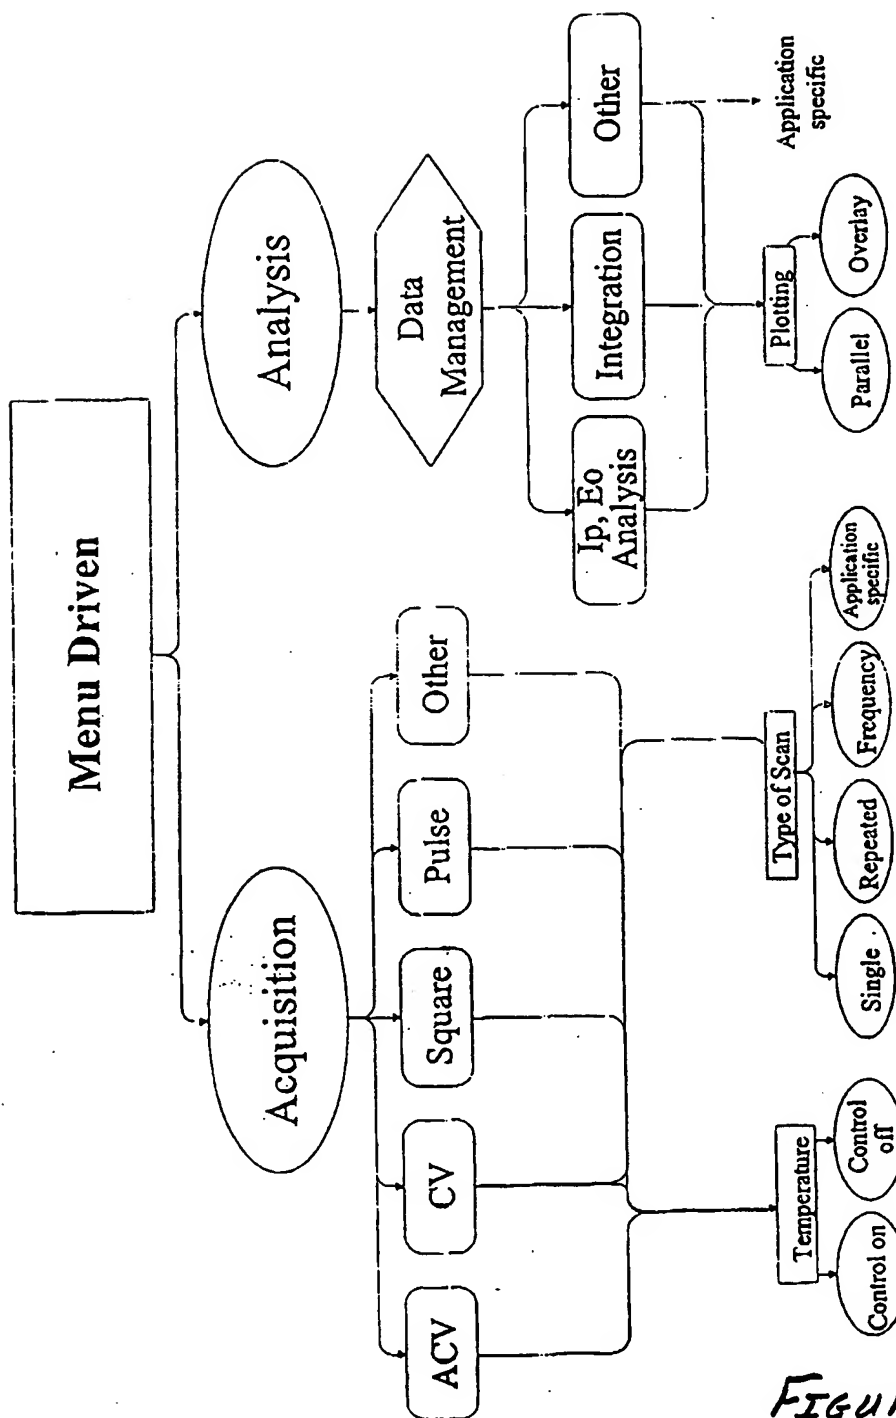 Menu Driven
Acquisition
Analysis
ACV
CV
Square
Pulse
Other
Data
Management
Ip, Eo
Analysis
Integration
Other
Temperature
Control on
Control
off
Type of Scan
Single
Repeated
Frequency
Application
specific
Plotting
Parallel
Overlay
Application
specific